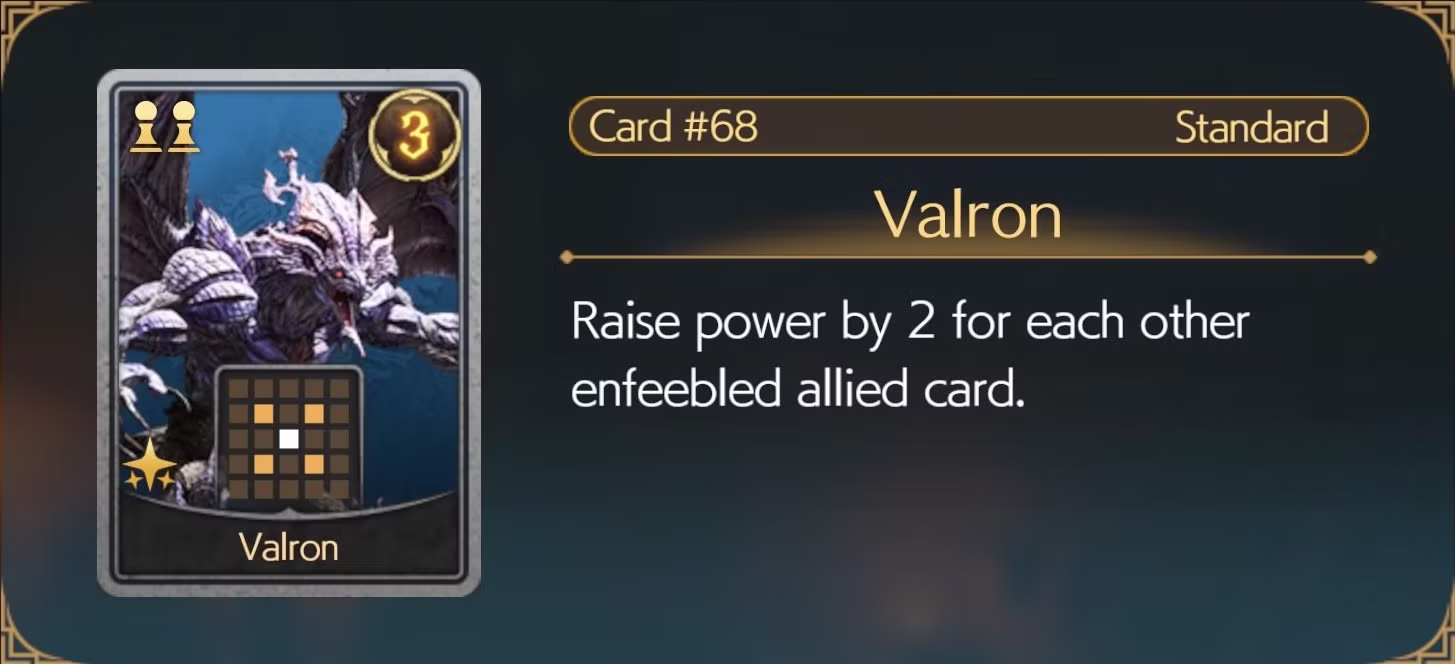 3
Valron
Card #68 Standard
Valron
Raise power by 2 for each other
enfeebled allied card.